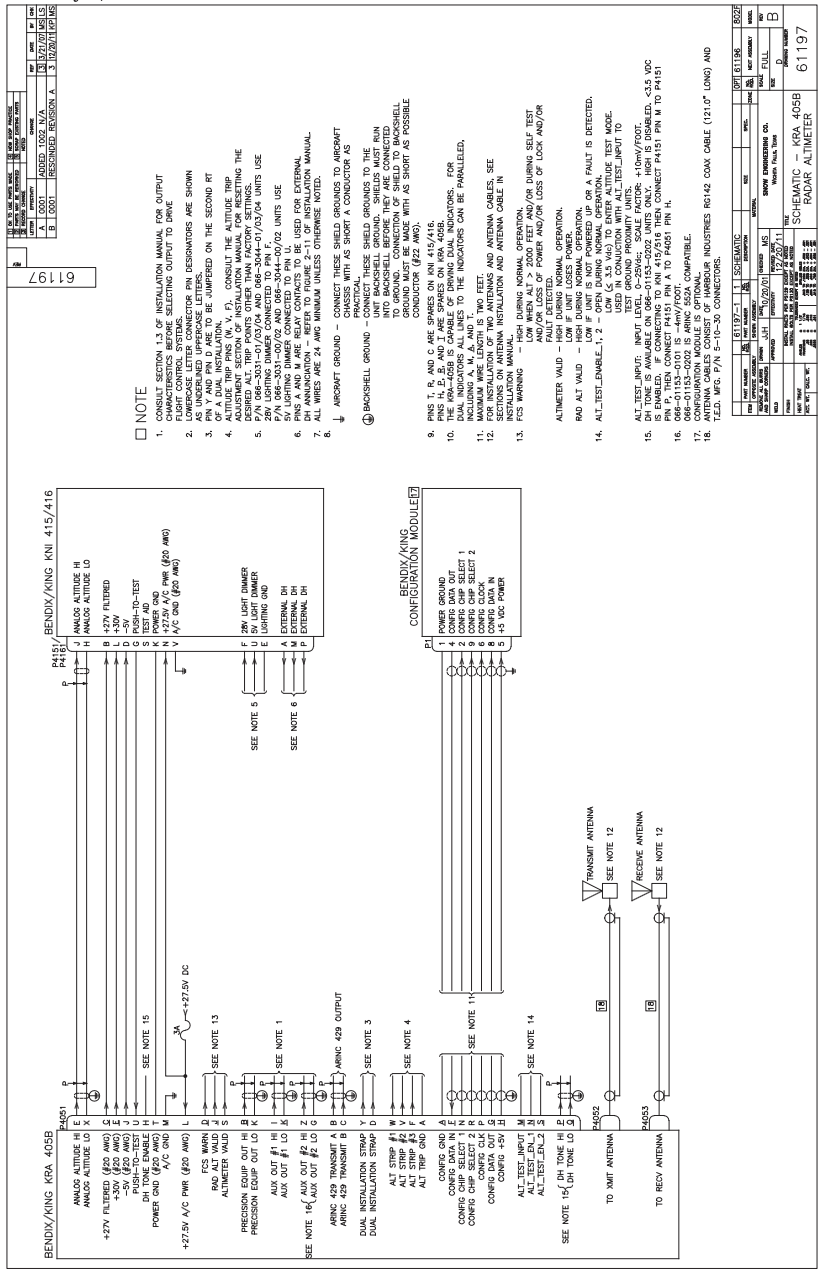 61197
LETTER EFFECTIVITY CHANGE REF DATE BY CHK
A 0001 ADDED 1002 N/A 3 3/21/07 MS LS
B 0001 RESCINDED REVISION A 3 12/20/11 KP MS
BENDIX/KING KRA 405B
P4051
ANALOG ALTITUDE HI E
ANALOG ALTITUDE LO X
+27V FILTERED (#20 AWG) C
+30V (#20 AWG) E
-5V (#20 AWG) J
PUSH-TO-TEST U
DH TONE ENABLE H SEE NOTE 15
POWER GND (#20 AWG) T
A/C GND M
+27.5V A/C PWR (#20 AWG) L
3A
+27.5V DC
FCS WARN D
RAD ALT VALID J
ALTIMETER VALID S
SEE NOTE 13
PRECISION EQUIP OUT HI B
PRECISION EQUIP OUT LO K
AUX OUT #1 HI I
AUX OUT #1 LO K
SEE NOTE 1
SEE NOTE 16 AUX OUT #2 HI Z
AUX OUT #2 LO G
ARINC 429 TRANSMIT A B
ARINC 429 TRANSMIT B C
ARINC 429 OUTPUT
DUAL INSTALLATION STRAP Y
DUAL INSTALLATION STRAP D
SEE NOTE 3
ALT STRIP #1 W
ALT STRIP #2 V
ALT STRIP #3 F
ALT TRIP GND A
SEE NOTE 4
CONFIG GND A
CONFIG DATA IN F
CONFIG CHIP SELECT 1 N
CONFIG CHIP SELECT 2 R
CONFIG CLK P
CONFIG DATA OUT G
CONFIG +5V H
SEE NOTE 11
ALT_TEST_INPUT M
ALT_TEST_EN_1 N
ALT_TEST_EN_2 S
SEE NOTE 14
SEE NOTE 15 DH TONE HI P
DH TONE LO Q
P4052
TO XMIT ANTENNA
18
TRANSMIT ANTENNA
SEE NOTE 12
P4053
TO RECV ANTENNA
18
RECEIVE ANTENNA
SEE NOTE 12
P4151/
P4161
BENDIX/KING KNI 415/416
J ANALOG ALTITUDE HI
H ANALOG ALTITUDE LO
B +27V FILTERED
L +30V
D -5V
G PUSH-TO-TEST
S TEST AID
K POWER GND
N +27.5V A/C PWR (#20 AWG)
V A/C GND (#20 AWG)
SEE NOTE 5
F 28V LIGHT DIMMER
U 5V LIGHT DIMMER
E LIGHTING GND
SEE NOTE 6
A EXTERNAL DH
M EXTERNAL DH
P EXTERNAL DH
BENDIX/KING
CONFIGURATION MODULE 17
P1
1 POWER GROUND
4 CONFIG DATA OUT
2 CONFIG CHIP SELECT 1
9 CONFIG CHIP SELECT 2
6 CONFIG CLOCK
8 CONFIG DATA IN
5 +5 VDC POWER
NOTE
1. CONSULT SECTION 1.3 OF INSTALLATION MANUAL FOR OUTPUT
CHARACTERISTICS BEFORE SELECTING OUTPUT TO DRIVE
FLIGHT CONTROL SYSTEMS.
2. LOWERCASE LETTER CONNECTOR PIN DESIGNATORS ARE SHOWN
AS UNDERLINED UPPERCASE LETTERS.
3. PIN Y AND PIN D ARE TO BE JUMPERED ON THE SECOND RT
OF A DUAL INSTALLATION.
4. ALTITUDE TRIP PINS (W, V, F). CONSULT THE ALTITUDE TRIP
ADJUSTMENT SECTION OF INSTALLATION MANUAL FOR RESETTING THE
DESIRED ALT TRIP POINTS OTHER THAN FACTORY SETTINGS.
5. P/N 066-3031-01/03/04 AND 066-3044-01/03/04 UNITS USE
28V LIGHTING DIMMER CONNECTED TO PIN F,
P/N 066-3031-00/02 AND 066-3044-00/02 UNITS USE
5V LIGHTING DIMMER CONNECTED TO PIN U.
6. PINS A AND M ARE RELAY CONTACTS TO BE USED FOR EXTERNAL
DH ANNUNCIATION - REFER TO FIGURE 2-11 OF INSTALLATION MANUAL.
7. ALL WIRES ARE 24 AWG MINIMUM UNLESS OTHERWISE NOTED.
8.
AIRCRAFT GROUND - CONNECT THESE SHIELD GROUNDS TO AIRCRAFT
CHASSIS WITH AS SHORT A CONDUCTOR AS
PRACTICAL.
BACKSHELL GROUND - CONNECT THESE SHIELD GROUNDS TO THE
UNIT BACKSHELL GROUND. SHIELDS MUST RUN
INTO BACKSHELL BEFORE THEY ARE CONNECTED
TO GROUND. CONNECTION OF SHIELD TO BACKSHELL
GROUND MUST BE MADE WITH AS SHORT AS POSSIBLE
CONDUCTOR (#22 AWG).
9. PINS T, R, AND C ARE SPARES ON KNI 415/416.
PINS H, E, B, AND T ARE SPARES ON KRA 405B.
10. THE KRA-405B IS CAPABLE OF DRIVING DUAL INDICATORS. FOR
DUAL INDICATORS ALL LINES TO THE INDICATORS CAN BE PARALLELED,
INCLUDING A, M, A, AND T.
11. MAXIMUM WIRE LENGTH IS TWO FEET.
12. FOR INSTALLATION OF TWO ANTENNAS AND ANTENNA CABLES, SEE
SECTIONS ON ANTENNA INSTALLATION AND ANTENNA CABLE IN
INSTALLATION MANUAL.
13. FCS WARNING - HIGH DURING NORMAL OPERATION.
LOW WHEN ALT > 2000 FEET AND/OR DURING SELF TEST
AND/OR LOSS OF POWER AND/OR LOSS OF LOCK AND/OR
FAULT DETECTED.
ALTIMETER VALID - HIGH DURING NORMAL OPERATION.
LOW IF UNIT LOSES POWER.
RAD ALT VALID - HIGH DURING NORMAL OPERATION.
LOW IF UNIT IS NOT POWERED UP OR A FAULT IS DETECTED.
14. ALT_TEST_ENABLE_1, 2 - OPEN DURING NORMAL OPERATION.
LOW (≤ 3.5 Vdc) TO ENTER ALTITUDE TEST MODE.
USED IN CONJUNCTION WITH ALT_TEST_INPUT TO
TEST GROUND PROXIMITY UNITS.
ALT_TEST_INPUT: INPUT LEVEL, 0-25Vdc; SCALE FACTOR: +10mV/FOOT.
15. DH TONE IS AVAILABLE ON 066-01153-0202 UNITS ONLY. HIGH IS DISABLED. <3.5 VDC
IS ENABLED. IF CONNECTING TO KNI 415/516 THEN CONNECT P4151 PIN M TO P4151
PIN P, THEN CONNECT P4151 PIN A TO P4051 PIN H.
16. 066-01153-0101 IS -4mV/FOOT.
066-01153-0202 IS ARINC 552A COMPATIBLE.
17. CONFIGURATION MODULE IS OPTIONAL.
18. ANTENNA CABLES CONSIST OF HARBOUR INDUSTRIES RG142 COAX CABLE (121.0" LONG) AND
T.E.D. MFG. P/N 5-10-30 CONNECTORS.
61197-1 1 SCHEMATIC OPT 61196 802F
ITEM PART NUMBER DESCRIPTION MATERIAL SIZE SPEC. ZONE NEXT ASSEMBLY MODEL
DRAWN JJH DATE 10/20/01 CHECKED MS
SNOW ENGINEERING CO.
WICHITA FALLS, TEXAS
SCALE FULL REV B
APPROVED EFFECTIVITY RELEASE DATE 12/20/11
SIZE D
TITLE
SCHEMATIC - KRA 405B
RADAR ALTIMETER
DRAWING NUMBER
61197